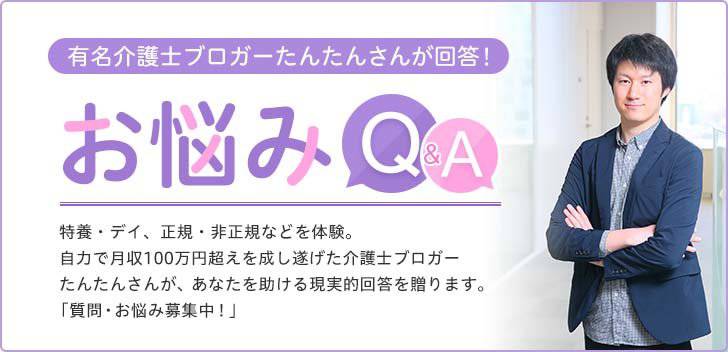 有名介護士ブロガーたんたんさんが回答！
お悩みQ&A
特養・デイ、正規・非正規などを体験。
自力で月収100万円超えを成し遂げた介護士ブロガー
たんたんさんが、あなたを助ける現実的回答を贈ります。
「質問・お悩み募集中！」